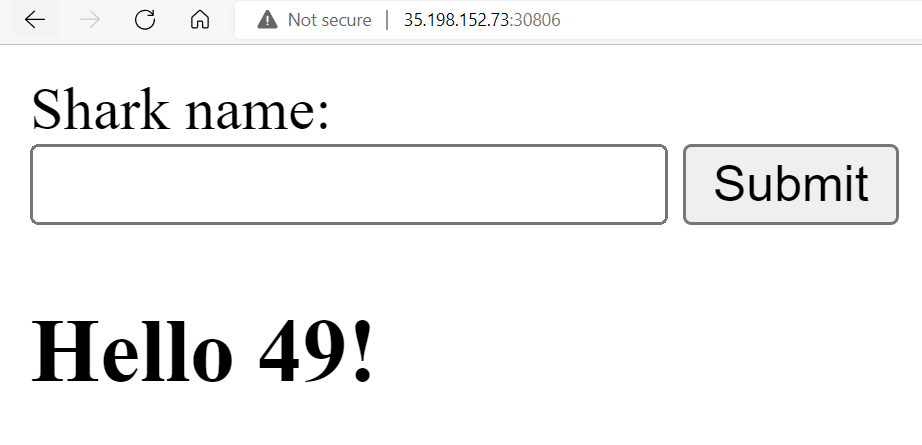 Not secure | 35.198.152.73:30806
Shark name:
Submit
Hello 49!